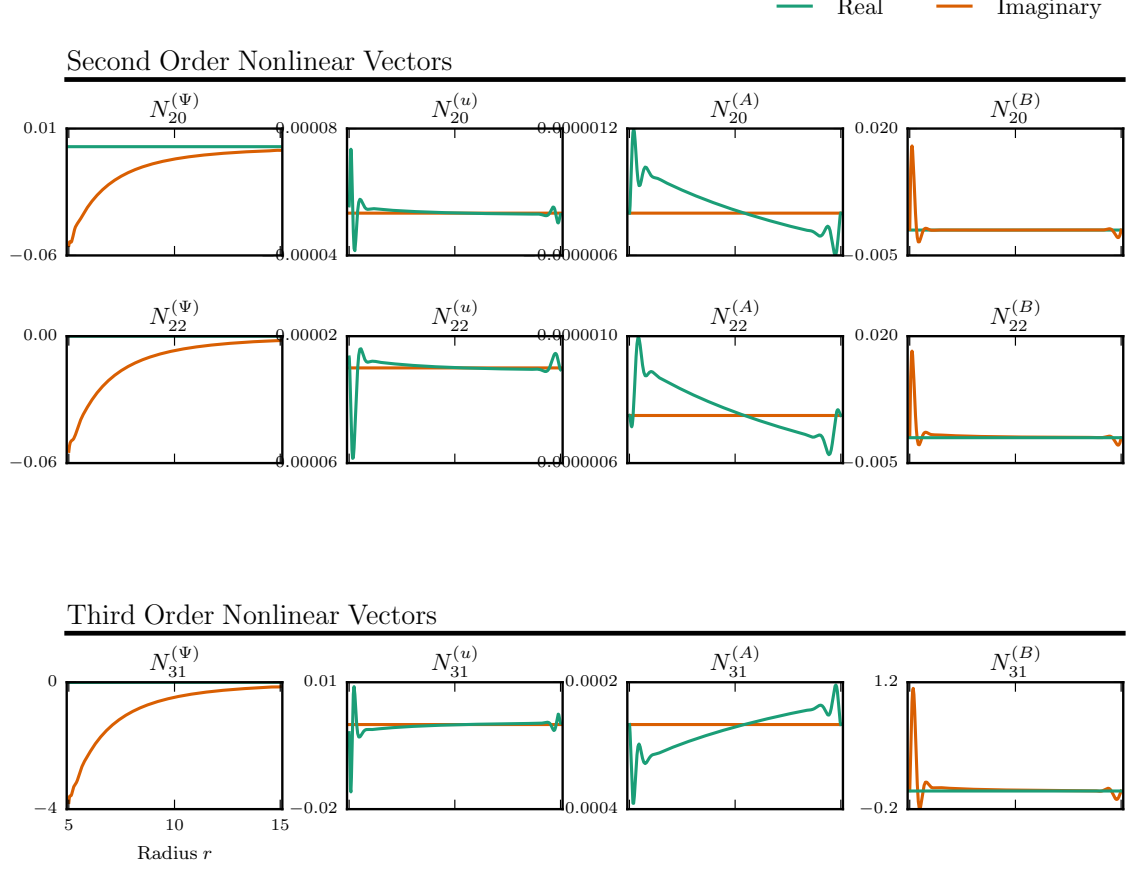 Real Imaginary
Second Order Nonlinear Vectors
N_{20}^{(Ψ)} N_{20}^{(u)} N_{20}^{(A)} N_{20}^{(B)}
0.01 0.00008 0.0000012 0.020
−0.06 0.00004 0.0000006 −0.005
N_{22}^{(Ψ)} N_{22}^{(u)} N_{22}^{(A)} N_{22}^{(B)}
0.00 0.00002 0.0000010 0.020
−0.06 0.00006 0.0000006 −0.005
Third Order Nonlinear Vectors
N_{31}^{(Ψ)} N_{31}^{(u)} N_{31}^{(A)} N_{31}^{(B)}
0 0.01 0.0002 1.2
−4 −0.02 0.0004 −0.2
5 10 15
Radius r